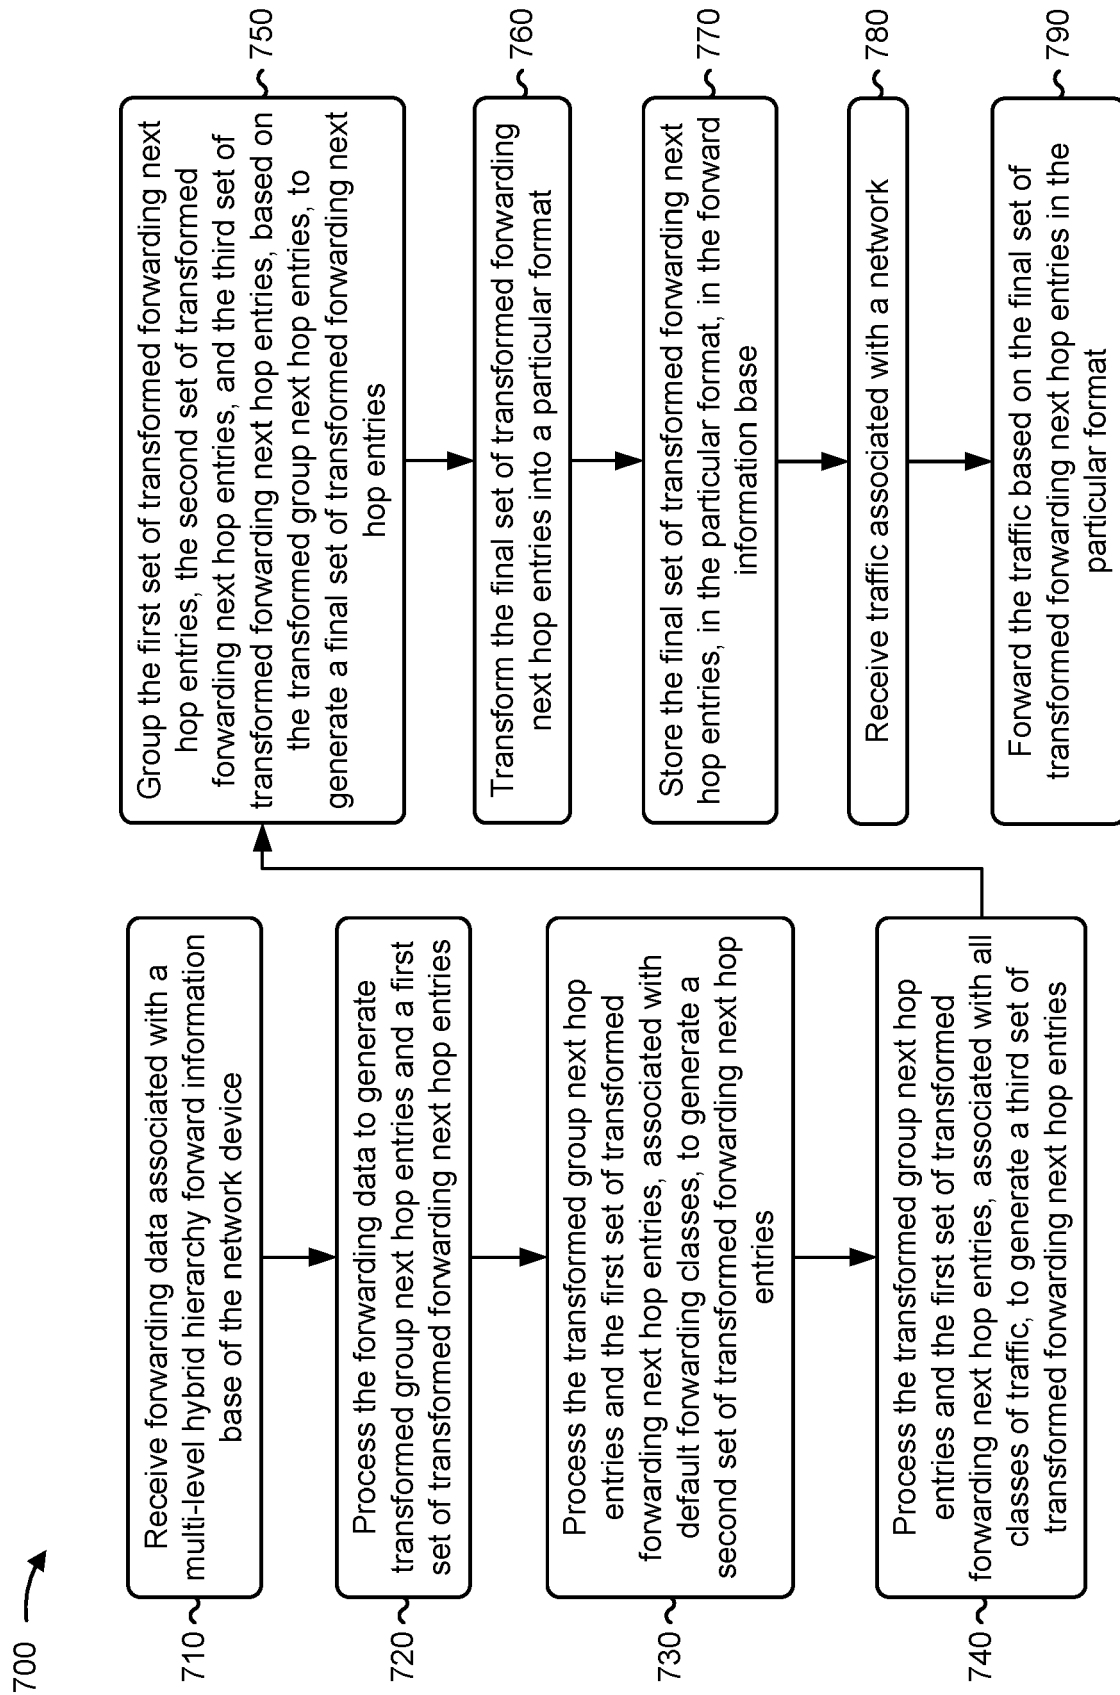 700
710
Receive forwarding data associated with a
multi-level hybrid hierarchy forward information
base of the network device
720
Process the forwarding data to generate
transformed group next hop entries and a first
set of transformed forwarding next hop entries
730
Process the transformed group next hop
entries and the first set of transformed
forwarding next hop entries, associated with
default forwarding classes, to generate a
second set of transformed forwarding next hop
entries
740
Process the transformed group next hop
entries and the first set of transformed
forwarding next hop entries, associated with all
classes of traffic, to generate a third set of
transformed forwarding next hop entries
750
Group the first set of transformed forwarding next
hop entries, the second set of transformed
forwarding next hop entries, and the third set of
transformed forwarding next hop entries, based on
the transformed group next hop entries, to
generate a final set of transformed forwarding next
hop entries
760
Transform the final set of transformed forwarding
next hop entries into a particular format
770
Store the final set of transformed forwarding next
hop entries, in the particular format, in the forward
information base
780
Receive traffic associated with a network
790
Forward the traffic based on the final set of
transformed forwarding next hop entries in the
particular format